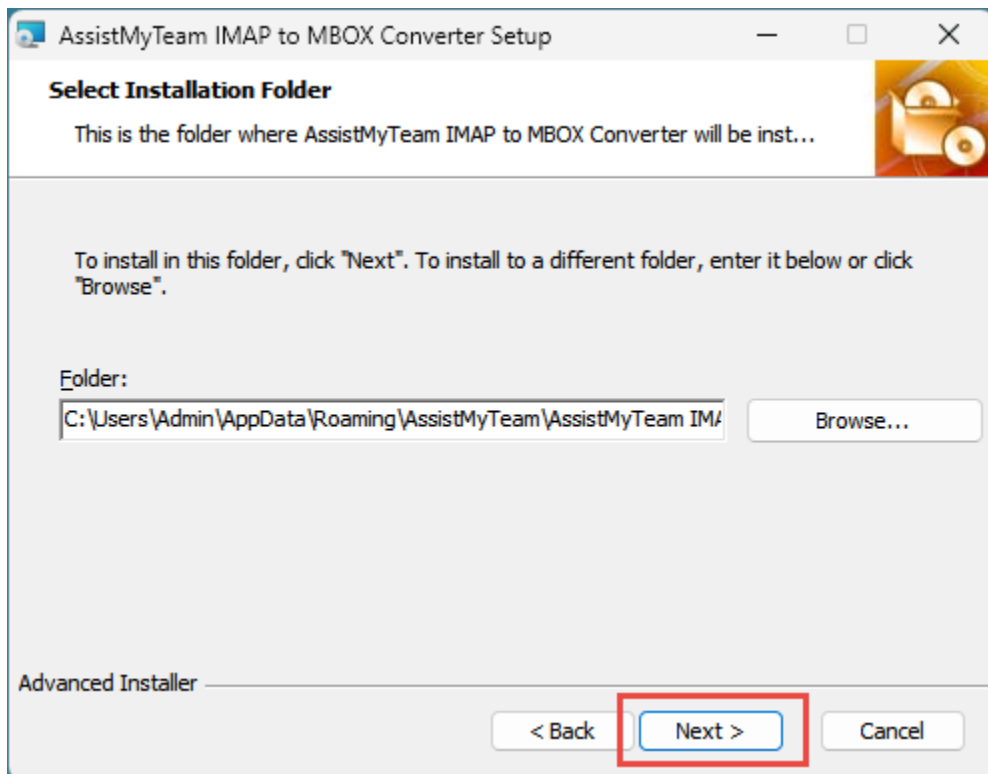 AssistMyTeam IMAP to MBOX Converter Setup
Select Installation Folder
This is the folder where AssistMyTeam IMAP to MBOX Converter will be inst...
To install in this folder, click "Next". To install to a different folder, enter it below or click
"Browse".
Folder:
C:\Users\Admin\AppData\Roaming\AssistMyTeam\AssistMyTeam IMA
Browse...
Advanced Installer
< Back
Next >
Cancel